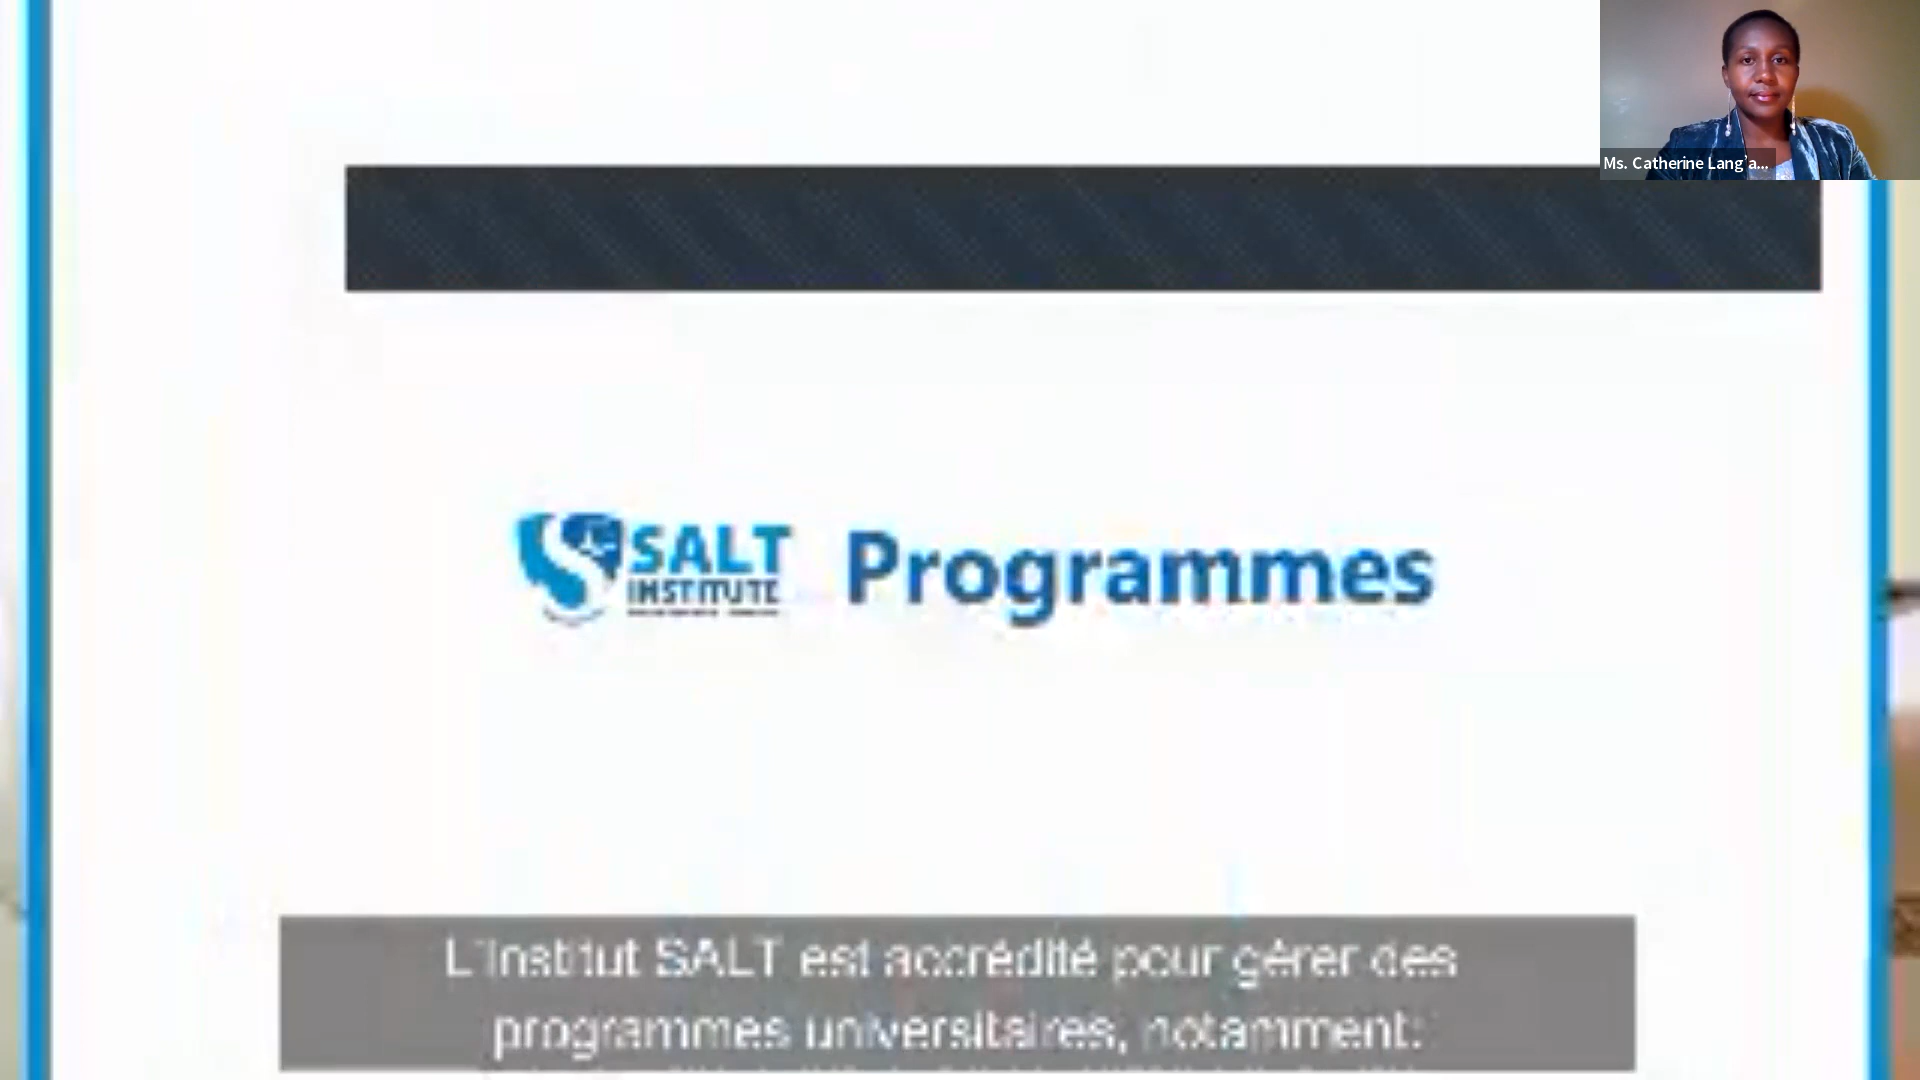 Ms. Catherine Lang'a...
SALT
INSTITUTE
Programmes
L'Institut SALT est accrédité pour gérer des
programmes universitaires, notamment: